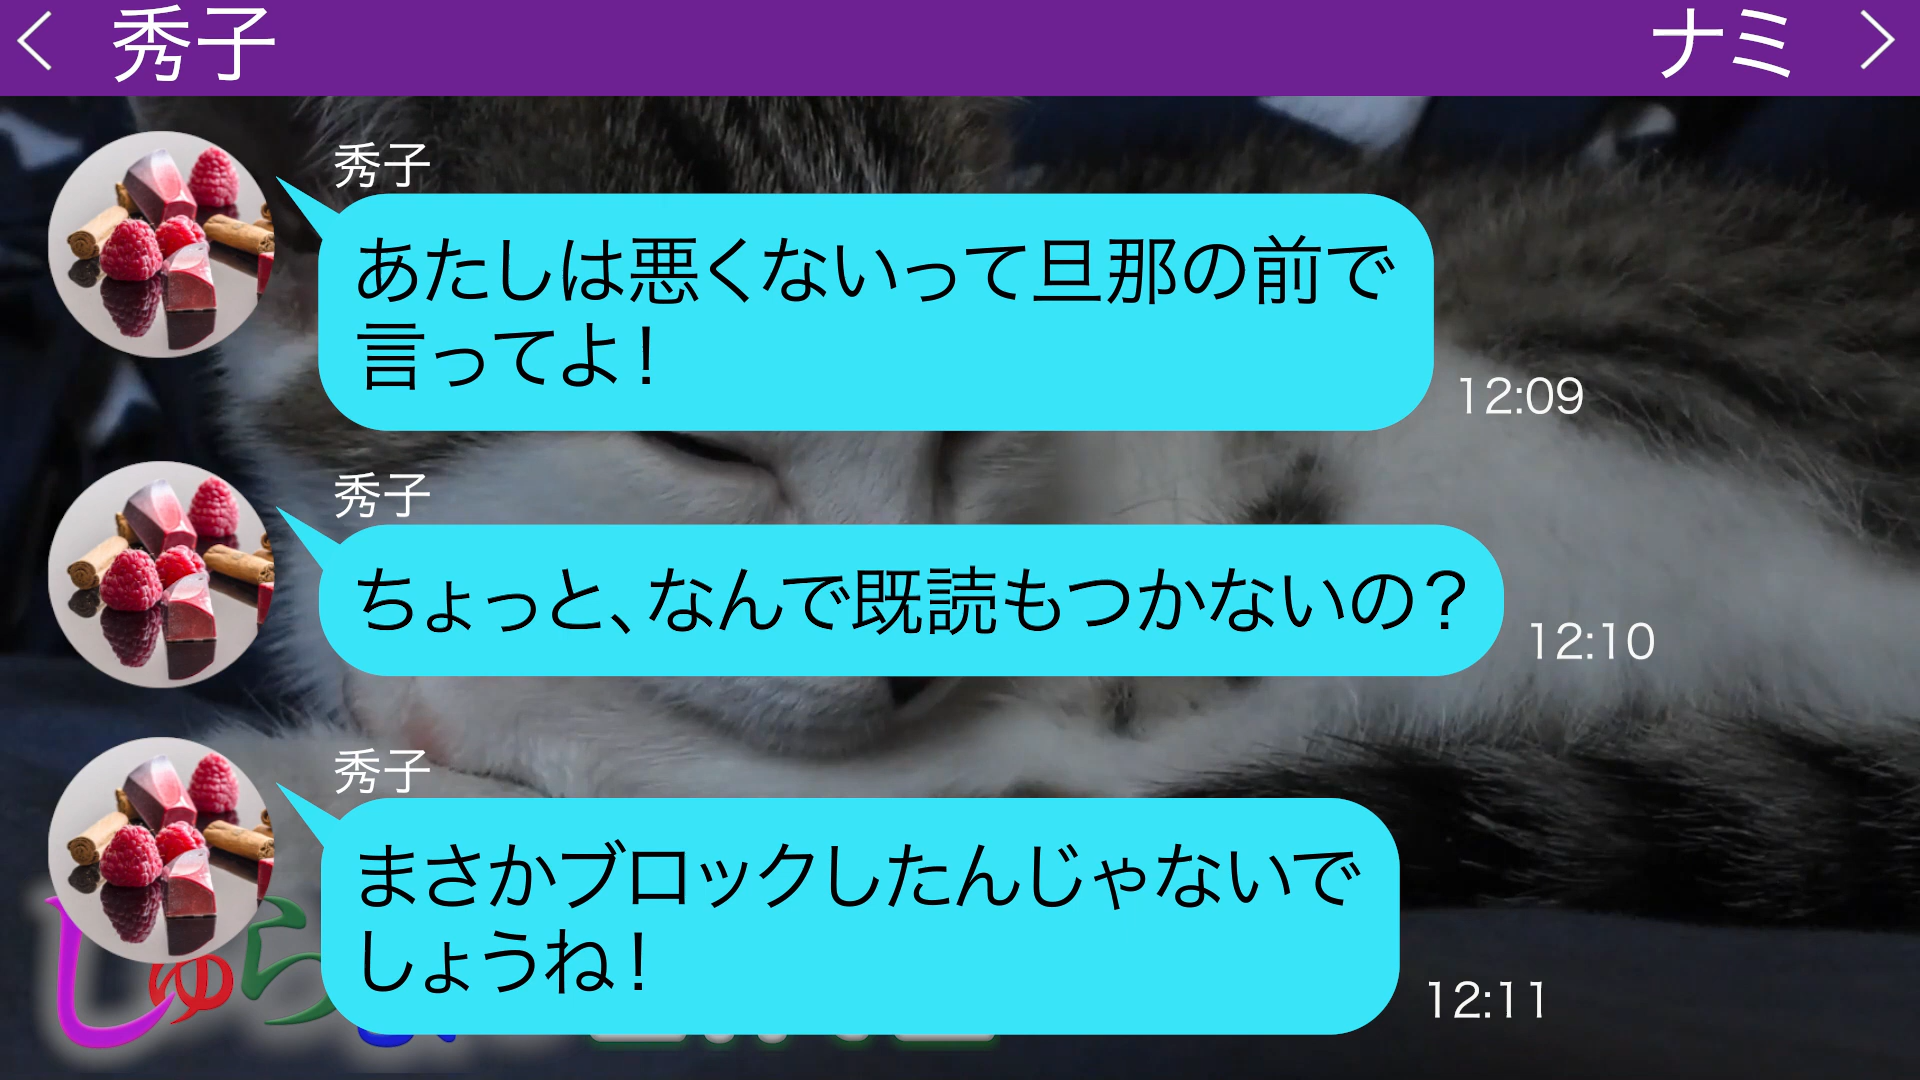 秀子
ナミ
秀子
あたしは悪くないって旦那の前で
言ってよ！
12:09
秀子
ちょっと、なんで既読もつかないの？
12:10
秀子
まさかブロックしたんじゃないで
しょうね！
12:11
しゅら